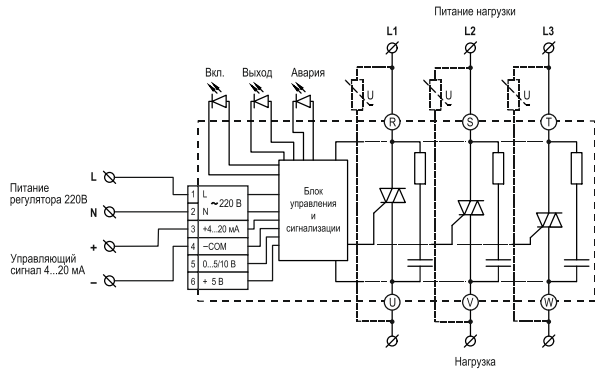 Питание нагрузки
L1 L2 L3
Вкл. Выход Авария
U U U
R S T
L
Питание
регулятора 220В
N
+
Управляющий
сигнал 4...20 мА
–
1 L
~220 В
2 N
3 +4...20 мА
4 –COM
5 0...5/10 В
6 + 5 В
Блок
управления
и
сигнализации
U V W
Нагрузка